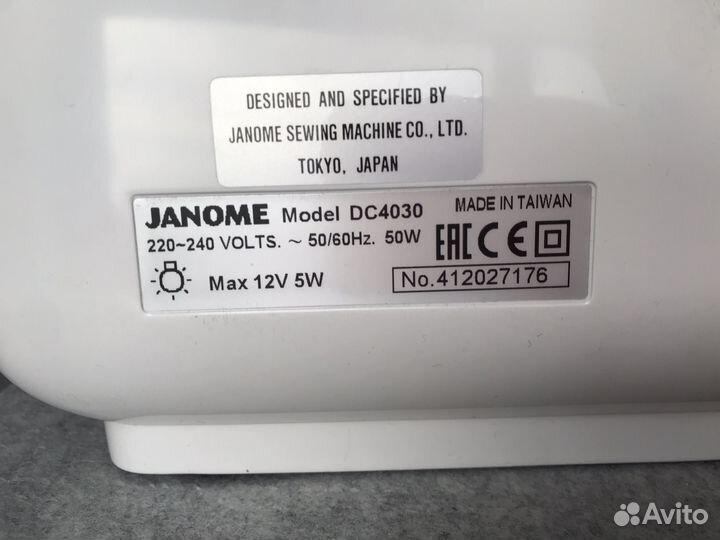 DESIGNED AND SPECIFIED BY
JANOME SEWING MACHINE CO., LTD.
TOKYO, JAPAN
JANOME Model DC4030 MADE IN TAIWAN
220~240 VOLTS. ~ 50/60Hz. 50W
EAC CE
Max 12V 5W
No.412027176
Avito